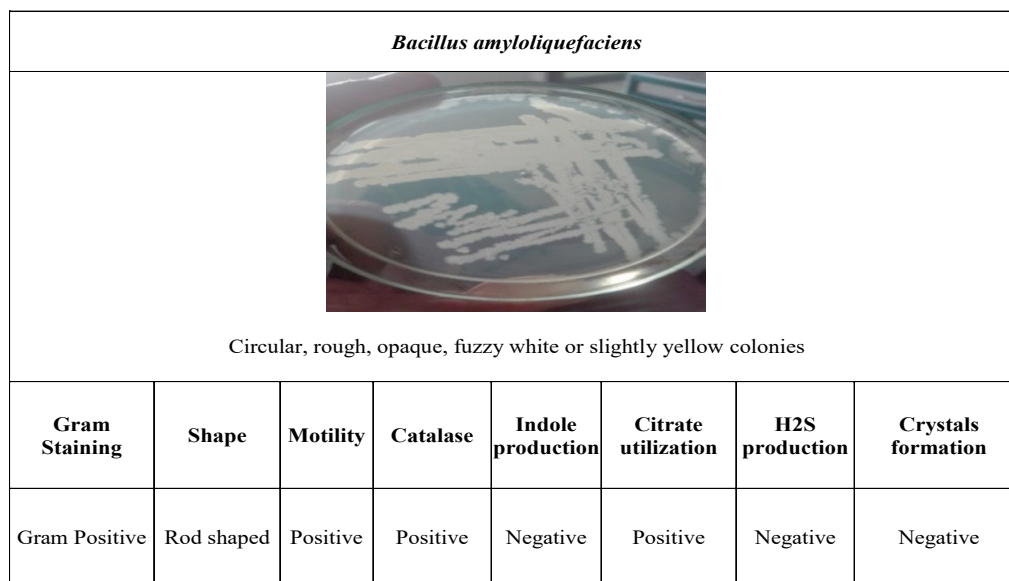 Bacillus amyloliquefaciens
Circular, rough, opaque, fuzzy white or slightly yellow colonies
Gram Staining Shape Motility Catalase Indole production Citrate utilization H2S production Crystals formation
Gram Positive Rod shaped Positive Positive Negative Positive Negative Negative